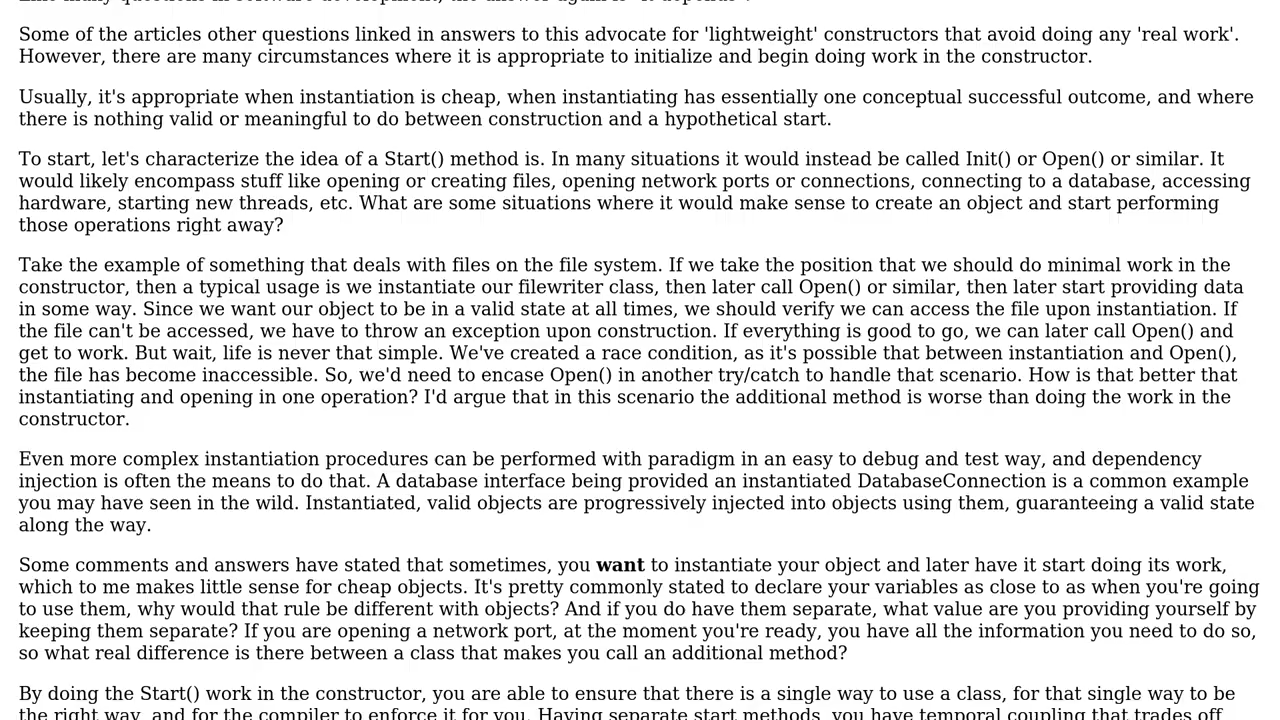 Some of the articles other questions linked in answers to this advocate for 'lightweight' constructors that avoid doing any 'real work'.
However, there are many circumstances where it is appropriate to initialize and begin doing work in the constructor.
Usually, it's appropriate when instantiation is cheap, when instantiating has essentially one conceptual successful outcome, and where
there is nothing valid or meaningful to do between construction and a hypothetical start.
To start, let's characterize the idea of a Start() method is. In many situations it would instead be called Init() or Open() or similar. It
would likely encompass stuff like opening or creating files, opening network ports or connections, connecting to a database, accessing
hardware, starting new threads, etc. What are some situations where it would make sense to create an object and start performing
those operations right away?
Take the example of something that deals with files on the file system. If we take the position that we should do minimal work in the
constructor, then a typical usage is we instantiate our filewriter class, then later call Open() or similar, then later start providing data
in some way. Since we want our object to be in a valid state at all times, we should verify we can access the file upon instantiation. If
the file can't be accessed, we have to throw an exception upon construction. If everything is good to go, we can later call Open() and
get to work. But wait, life is never that simple. We've created a race condition, as it's possible that between instantiation and Open(),
the file has become inaccessible. So, we'd need to encase Open() in another try/catch to handle that scenario. How is that better that
instantiating and opening in one operation? I'd argue that in this scenario the additional method is worse than doing the work in the
constructor.
Even more complex instantiation procedures can be performed with paradigm in an easy to debug and test way, and dependency
injection is often the means to do that. A database interface being provided an instantiated DatabaseConnection is a common example
you may have seen in the wild. Instantiated, valid objects are progressively injected into objects using them, guaranteeing a valid state
along the way.
Some comments and answers have stated that sometimes, you want to instantiate your object and later have it start doing its work,
which to me makes little sense for cheap objects. It's pretty commonly stated to declare your variables as close to as when you're going
to use them, why would that rule be different with objects? And if you do have them separate, what value are you providing yourself by
keeping them separate? If you are opening a network port, at the moment you're ready, you have all the information you need to do so,
so what real difference is there between a class that makes you call an additional method?
By doing the Start() work in the constructor, you are able to ensure that there is a single way to use a class, for that single way to be
the right way, and for the compiler to enforce it for you. Having separate start methods, you have temporal coupling that trades off